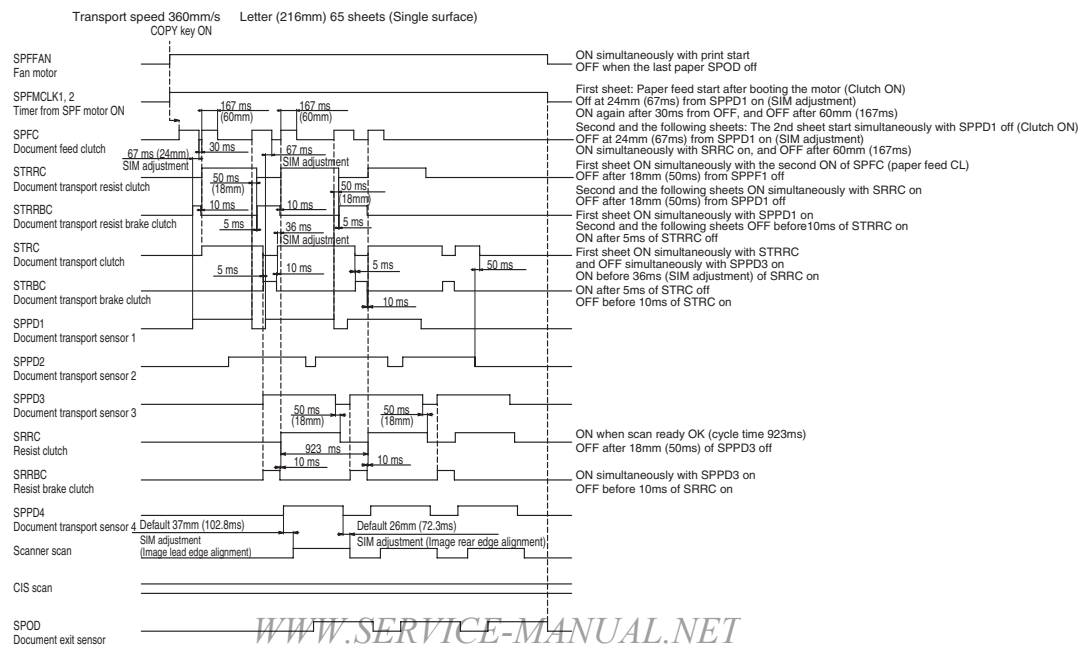 Transport speed 360mm/s Letter (216mm) 65 sheets (Single surface)
COPY key ON
SPFFAN
Fan motor
ON simultaneously with print start
OFF when the last paper SPOD off
SPFMCLK1, 2
Timer from SPF motor ON
167 ms
(60mm)
167 ms
(60mm)
First sheet: Paper feed start after booting the motor (Clutch ON)
Off at 24mm (67ms) from SPPD1 on (SIM adjustment)
ON again after 30ms from OFF, and OFF after 60mm (167ms)
SPFC
Document feed clutch
30 ms
67 ms (24mm)
SIM adjustment
67 ms
SIM adjustment
Second and the following sheets: The 2nd sheet start simultaneously with SPPD1 off (Clutch ON)
OFF at 24mm (67ms) from SPPD1 on (SIM adjustment)
ON simultaneously with SRRC on, and OFF after 60mm (167ms)
STRRC
Document transport resist clutch
50 ms
(18mm)
50 ms
(18mm)
First sheet ON simultaneously with the second ON of SPFC (paper feed CL)
OFF after 18mm (50ms) from SPPF1 off
Second and the following sheets ON simultaneously with SRRC on
OFF after 18mm (50ms) from SPPD1 off
STRRBC
Document transport resist brake clutch
10 ms
10 ms
5 ms
5 ms
36 ms
SIM adjustment
First sheet ON simultaneously with SPPD1 on
Second and the following sheets OFF before10ms of STRRC on
ON after 5ms of STRRC off
STRC
Document transport clutch
5 ms
10 ms
5 ms
50 ms
First sheet ON simultaneously with STRRC
and OFF simultaneously with SPPD3 on
ON before 36ms (SIM adjustment) of SRRC on
STRBC
Document transport brake clutch
10 ms
ON after 5ms of STRC off
OFF before 10ms of STRC on
SPPD1
Document transport sensor 1
SPPD2
Document transport sensor 2
SPPD3
Document transport sensor 3
50 ms
(18mm)
50 ms
(18mm)
SRRC
Resist clutch
923 ms
ON when scan ready OK (cycle time 923ms)
OFF after 18mm (50ms) of SPPD3 off
SRRBC
Resist brake clutch
10 ms
10 ms
ON simultaneously with SPPD3 on
OFF before 10ms of SRRC on
SPPD4
Document transport sensor 4
Default 37mm (102.8ms)
SIM adjustment
(Image lead edge alignment)
Default 26mm (72.3ms)
SIM adjustment (Image rear edge alignment)
Scanner scan
CIS scan
SPOD
Document exit sensor
WWW.SERVICE-MANUAL.NET